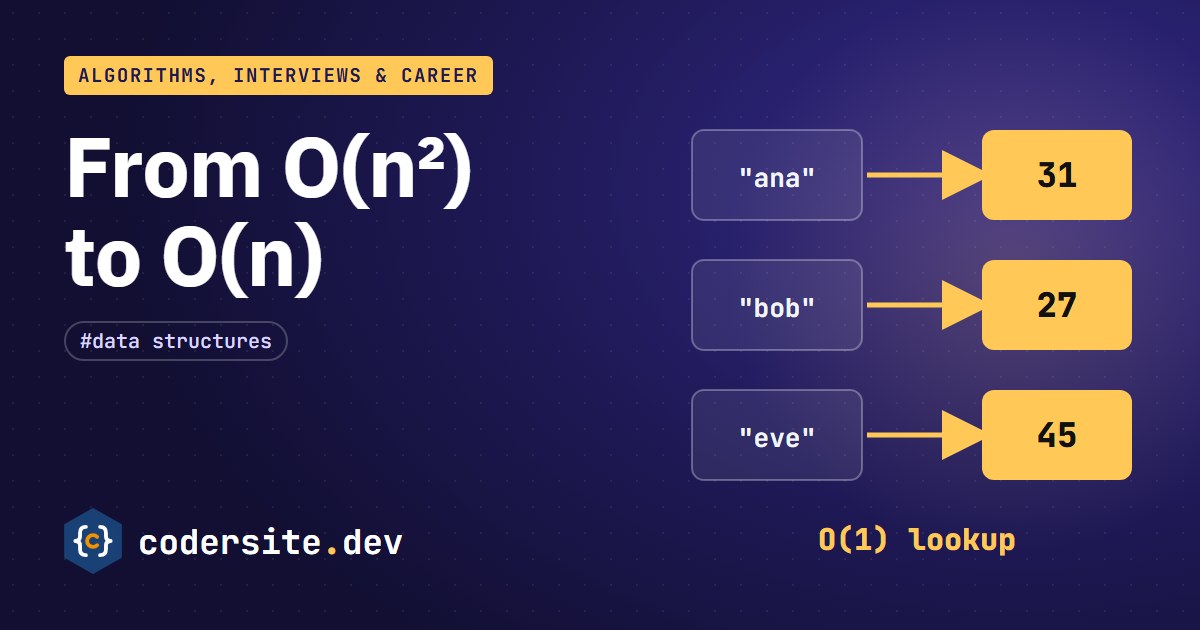 ALGORITHMS, INTERVIEWS & CAREER
From O(n²)
to O(n)
#data structures
"ana" 31
"bob" 27
"eve" 45
O(1) lookup
{c} codersite.dev